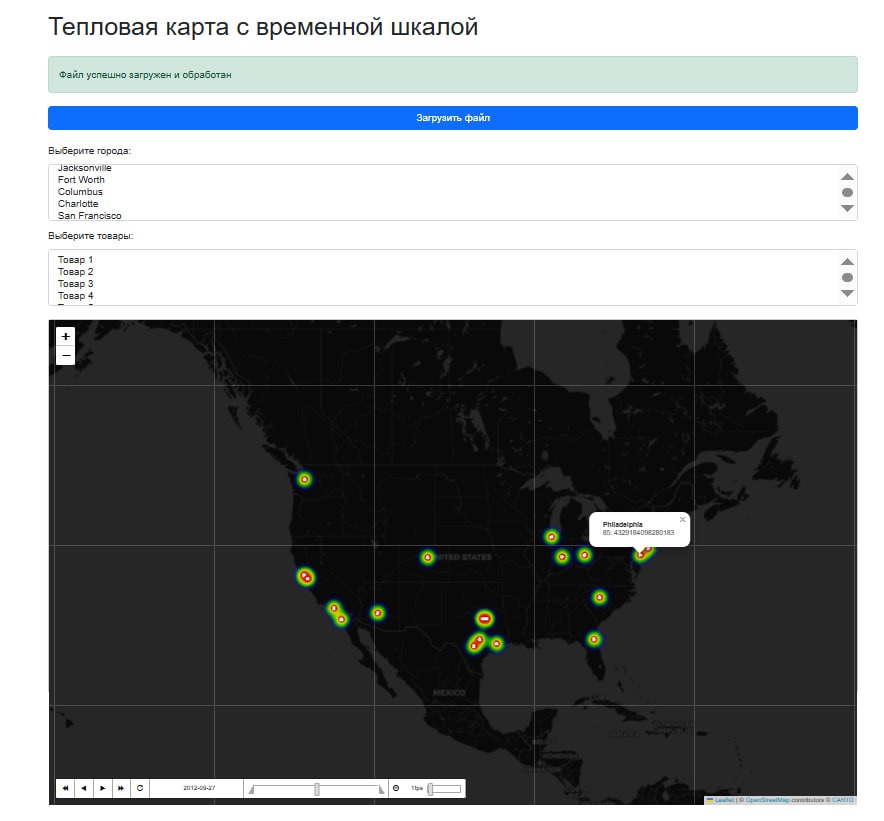 Тепловая карта с временной шкалой
Файл успешно загружен и обработан
Загрузить файл
Выберите города:
Jacksonville
Fort Worth
Columbus
Charlotte
San Francisco
Выберите товары:
Товар 1
Товар 2
Товар 3
Товар 4
+
−
Philadelphia
85, 4329184098280183
UNITED STATES
MEXICO
2012-09-27
1fps
Leaflet | © OpenStreetMap contributors © CARTO